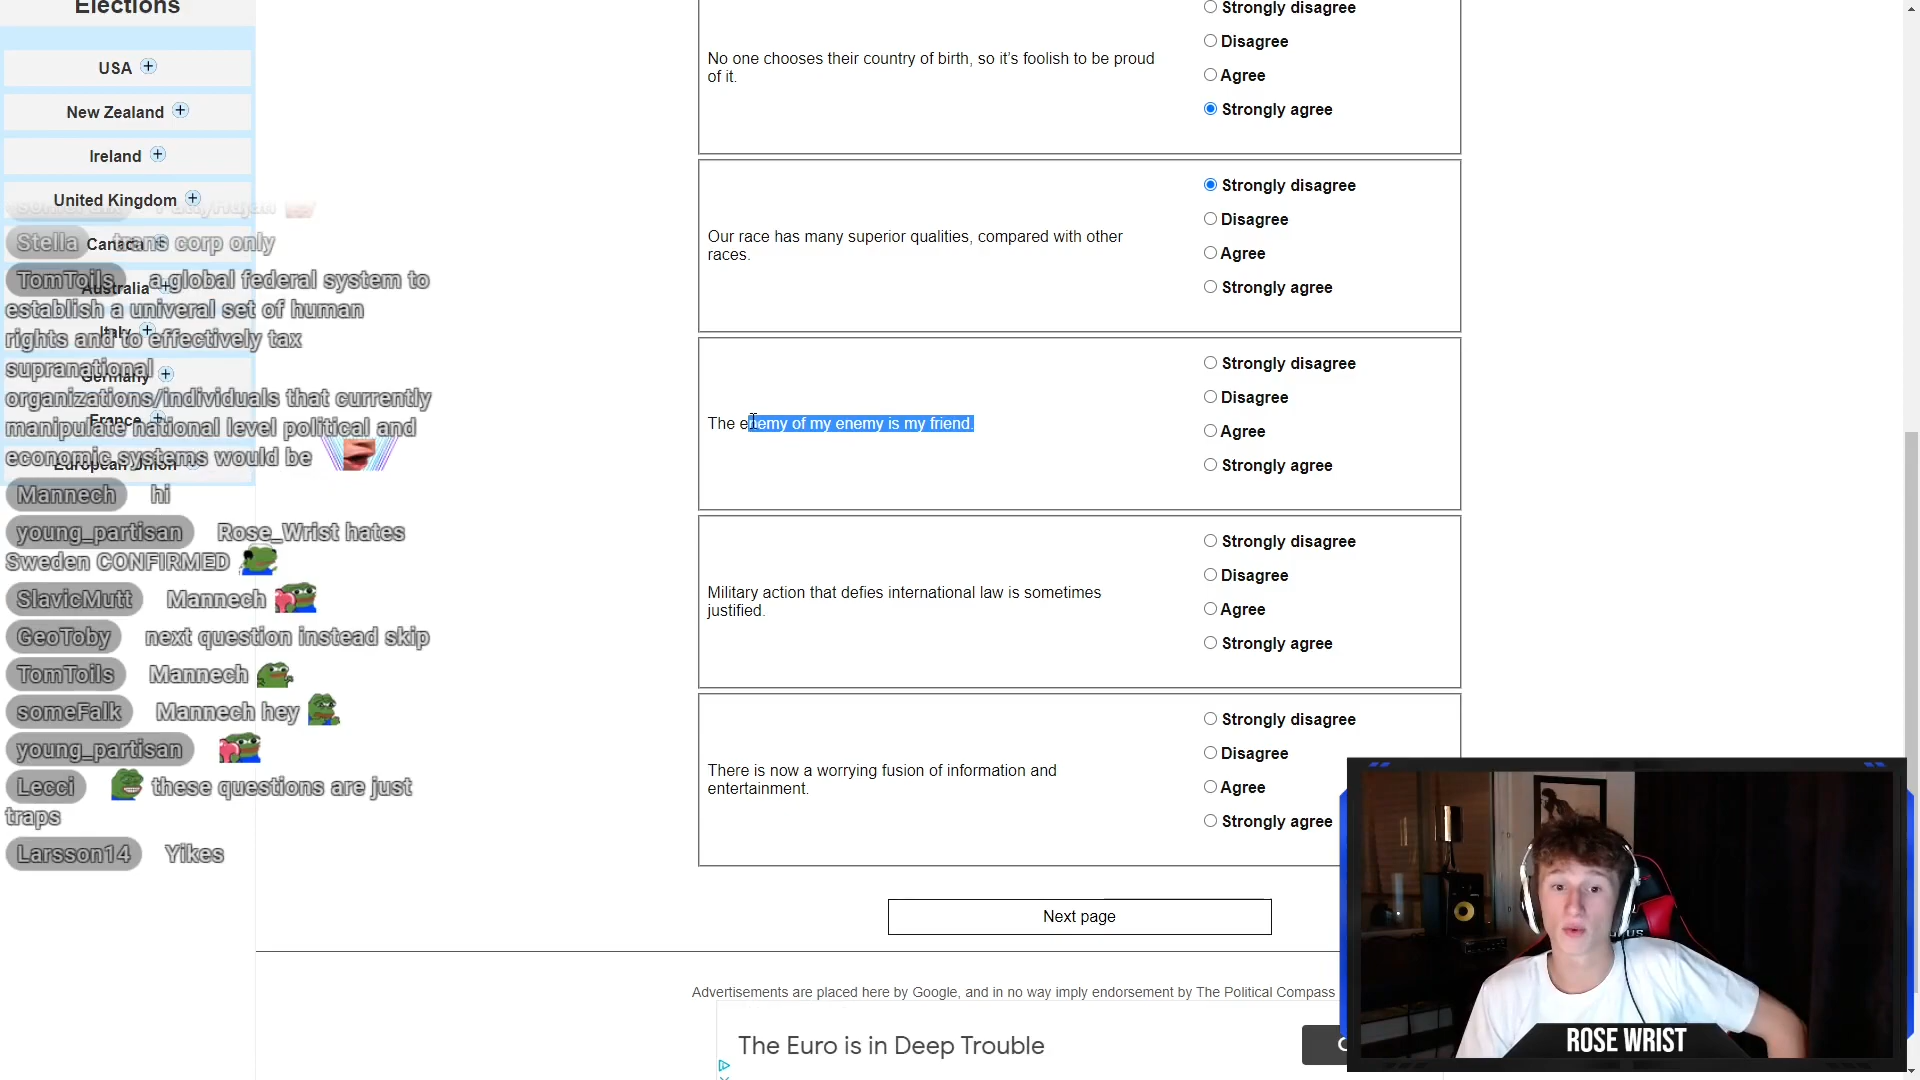 Elections
USA
New Zealand
Ireland
United Kingdom
Canada
Australia
Italy
Germany
France
European Union
Stella trans corp only
TomToils a global federal system to
establish a univeral set of human
rights and to effectively tax
supranational
organizations/individuals that currently
manipulate national level political and
economic systems would be
Mannech hi
young_partisan Rose_Wrist hates
Sweden CONFIRMED
SlavicMutt Mannech
GeoToby next question instead skip
TomToils Mannech
someFalk Mannech hey
young_partisan
Lecci these questions are just
traps
Larsson14 Yikes
No one chooses their country of birth, so it's foolish to be proud
of it.
Strongly disagree
Disagree
Agree
Strongly agree
Our race has many superior qualities, compared with other
races.
Strongly disagree
Disagree
Agree
Strongly agree
The enemy of my enemy is my friend.
Strongly disagree
Disagree
Agree
Strongly agree
Military action that defies international law is sometimes
justified.
Strongly disagree
Disagree
Agree
Strongly agree
There is now a worrying fusion of information and
entertainment.
Strongly disagree
Disagree
Agree
Strongly agree
Next page
Advertisements are placed here by Google, and in no way imply endorsement by The Political Compass
The Euro is in Deep Trouble
ROSE WRIST